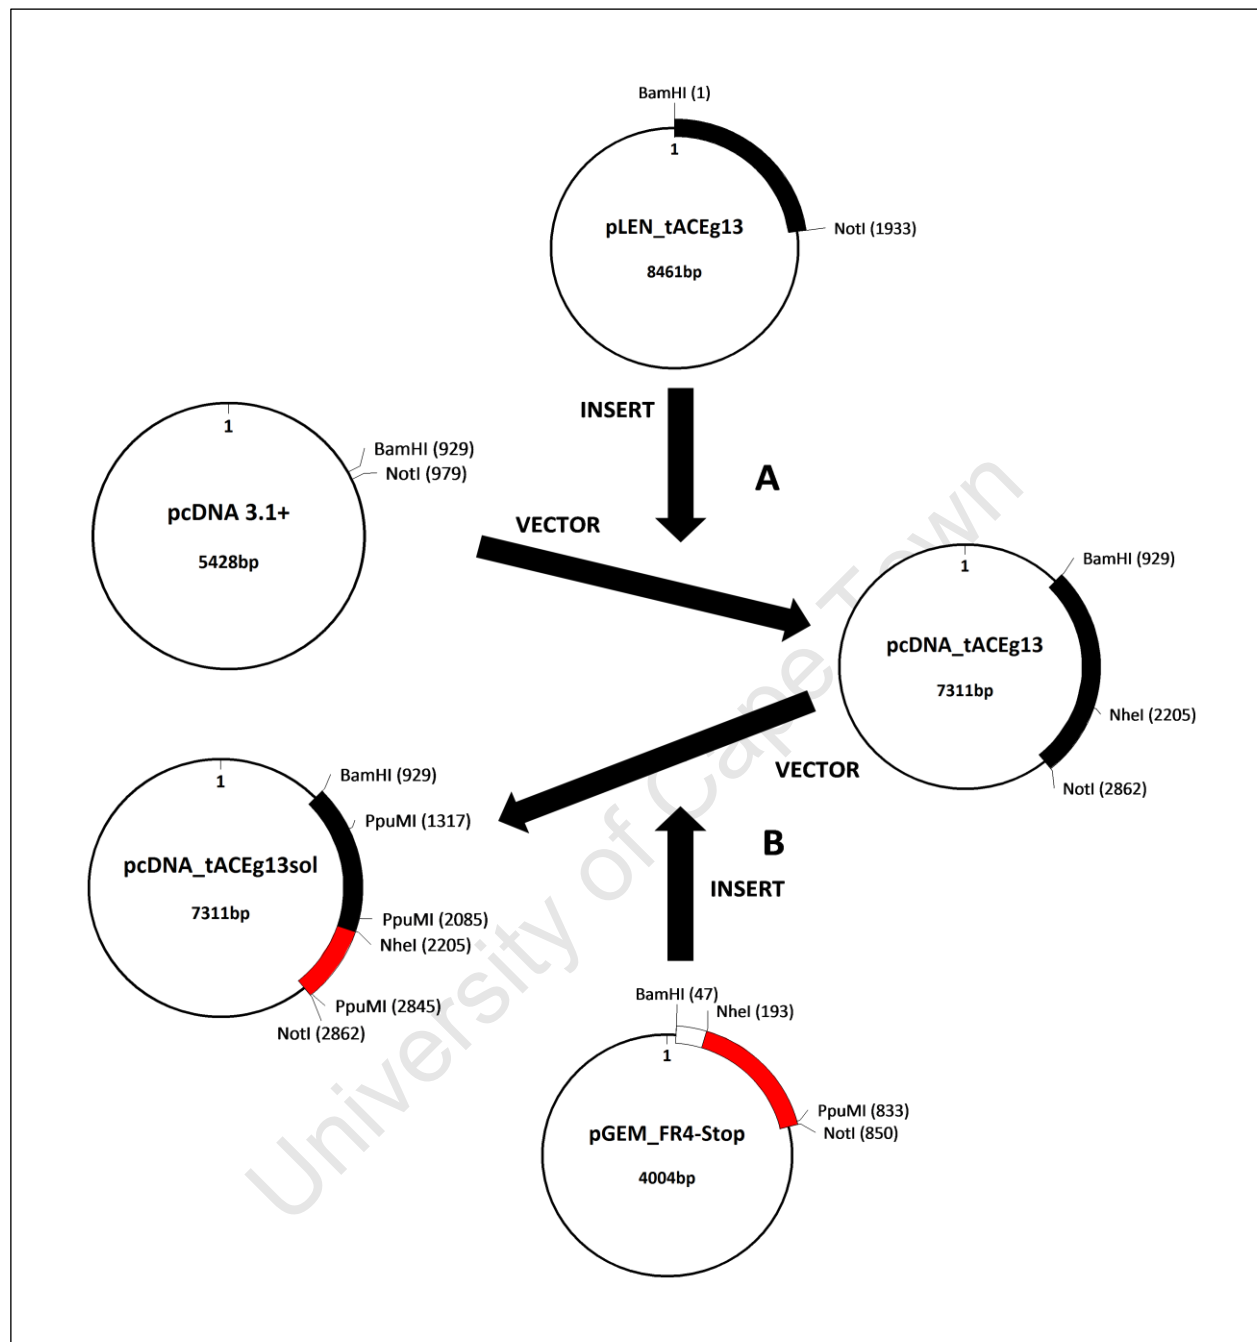 BamHI (1)
1
pLEN_tACEg13
NotI (1933)
8461bp
INSERT
A
1
BamHI (929)
NotI (979)
pcDNA 3.1+
5428bp
VECTOR
1
BamHI (929)
pcDNA_tACEg13
7311bp
NheI (2205)
NotI (2862)
VECTOR
1
BamHI (929)
PpuMI (1317)
pcDNA_tACEg13sol
7311bp
PpuMI (2085)
NheI (2205)
PpuMI (2845)
NotI (2862)
B
INSERT
BamHI (47)
NheI (193)
1
PpuMI (833)
NotI (850)
pGEM_FR4-Stop
4004bp
University of Cape Town